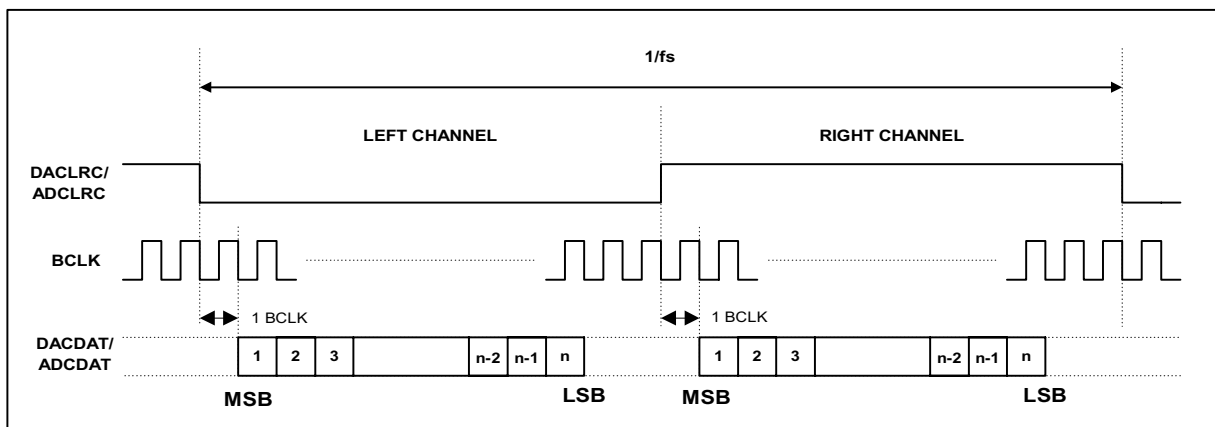 1/fs
LEFT CHANNEL
RIGHT CHANNEL
DACLRC/
ADCLRC
BCLK
1 BCLK
1 BCLK
DACDAT/
ADCDAT
1 2 3 n-2 n-1 n
1 2 3 n-2 n-1 n
MSB
LSB
MSB
LSB